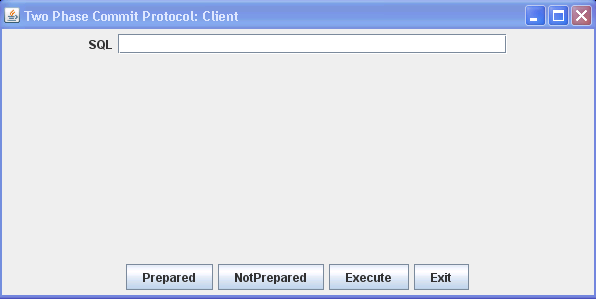 Two Phase Commit Protocol: Client
SQL
Prepared NotPrepared Execute Exit